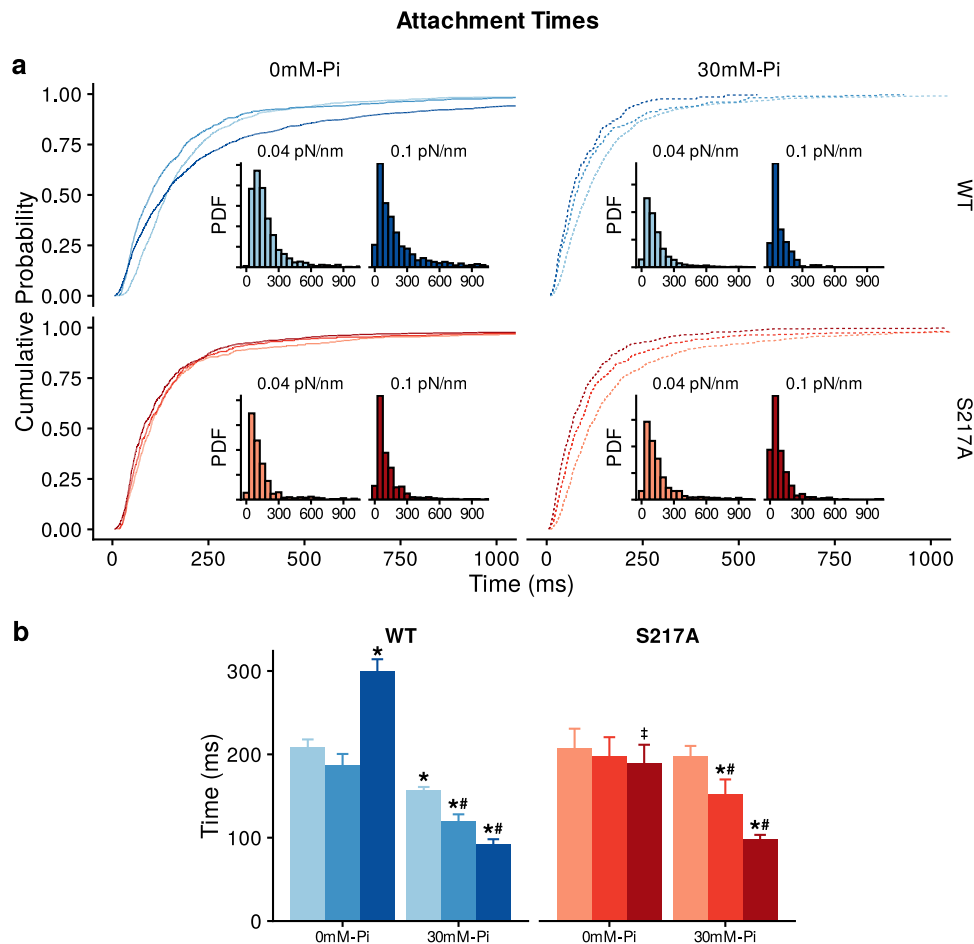 Attachment Times
a
0mM-Pi
30mM-Pi
Cumulative Probability
1.00
0.75
0.50
0.25
0.00
0.04 pN/nm
0.1 pN/nm
PDF
0 300 600 900
0 300 600 900
0.04 pN/nm
0.1 pN/nm
PDF
0 300 600 900
0 300 600 900
WT
1.00
0.75
0.50
0.25
0.00
0.04 pN/nm
0.1 pN/nm
PDF
0 300 600 900
0 300 600 900
0.04 pN/nm
0.1 pN/nm
PDF
0 300 600 900
0 300 600 900
S217A
0 250 500 750 1000
0 250 500 750 1000
Time (ms)
b
WT
S217A
Time (ms)
300
200
100
0
*
*
*#
*#
‡
*#
*#
0mM-Pi
30mM-Pi
0mM-Pi
30mM-Pi